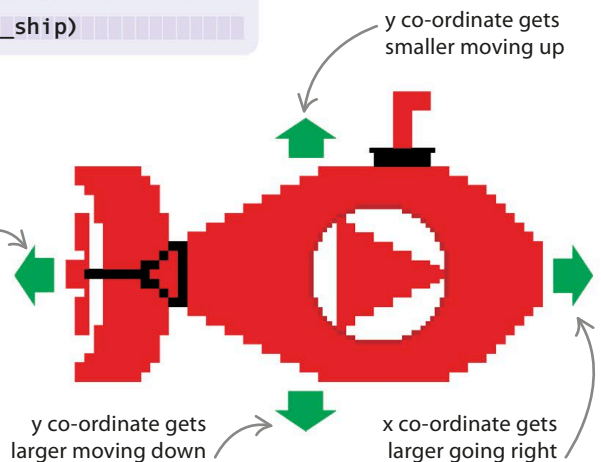 _ship)
y co-ordinate gets
smaller moving up
y co-ordinate gets
larger moving down
x co-ordinate gets
larger going right